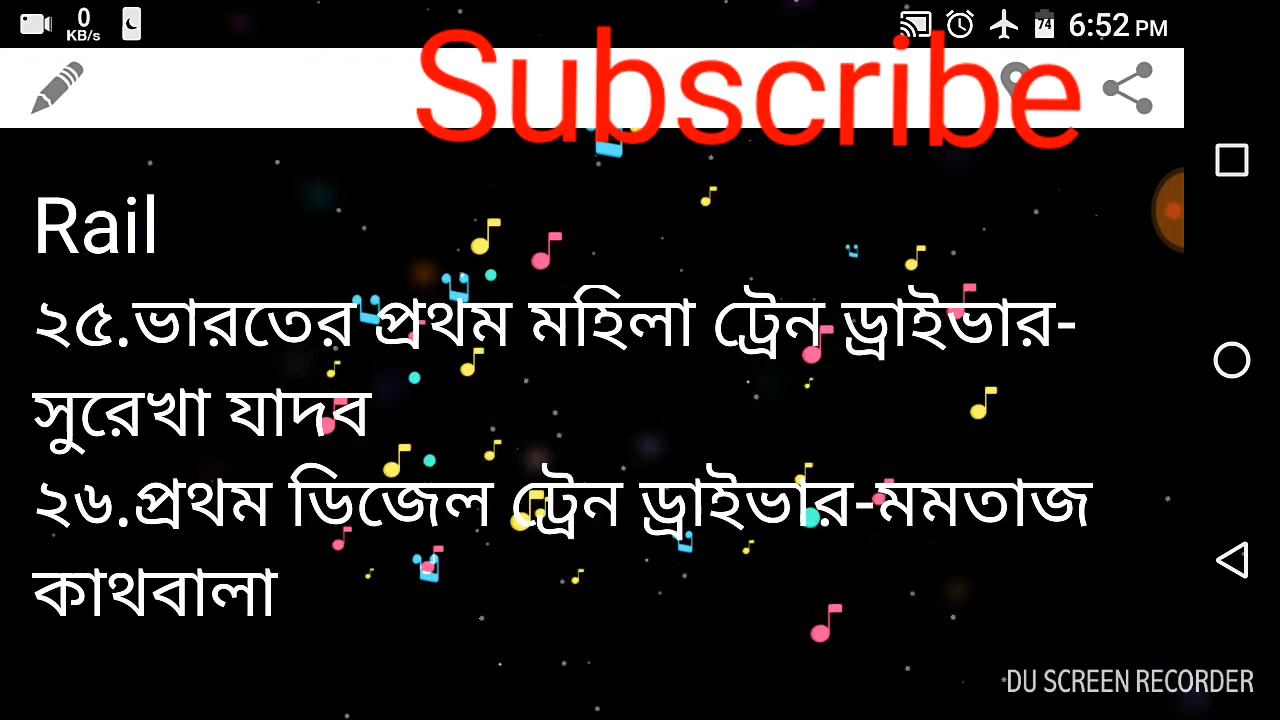 0
KB/s
74
6:52 PM
Subscribe
Rail
২৫.ভারতের প্রথম মহিলা ট্রেন ড্রাইভার-
সুরেখা যাদব
২৬.প্রথম ডিজেল ট্রেন ড্রাইভার-মমতাজ
কাথবালা
DU SCREEN RECORDER